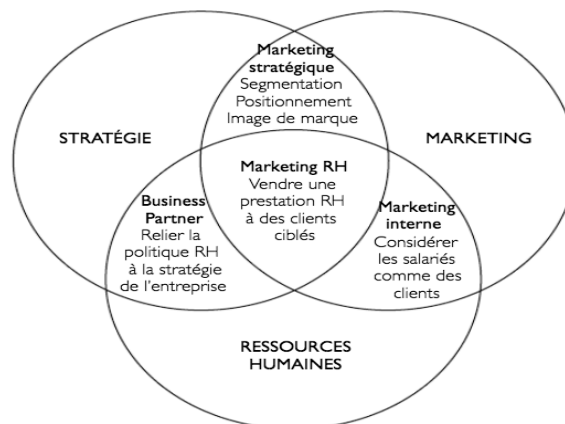 Marketing
stratégique
Segmentation
Positionnement
Image de marque
STRATÉGIE
MARKETING
Marketing RH
Vendre une
prestation RH
à des clients
ciblés
Business
Partner
Relier la
politique RH
à la stratégie
de l'entreprise
Marketing
interne
Considérer
les salariés
comme des
clients
RESSOURCES
HUMAINES